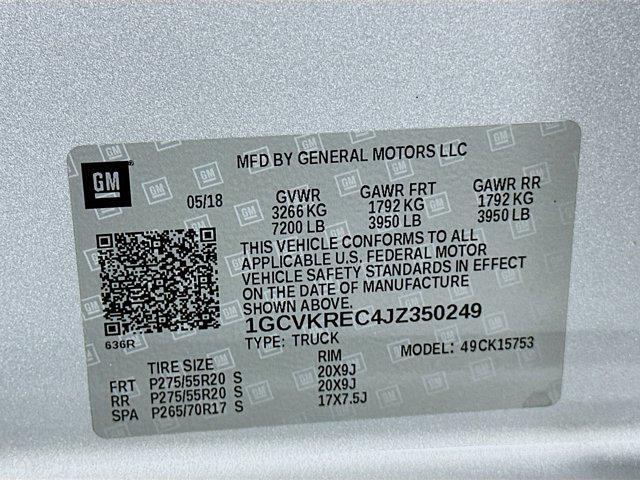 MFD BY GENERAL MOTORS LLC
GM
05/18 GVWR GAWR FRT GAWR RR
3266 KG 1792 KG 1792 KG
7200 LB 3950 LB 3950 LB
THIS VEHICLE CONFORMS TO ALL
APPLICABLE U.S. FEDERAL MOTOR
VEHICLE SAFETY STANDARDS IN EFFECT
ON THE DATE OF MANUFACTURE
SHOWN ABOVE.
1GCVKREC4JZ350249
636R
TYPE: TRUCK MODEL: 49CK15753
TIRE SIZE RIM
FRT P275/55R20 S 20X9J
RR P275/55R20 S 20X9J
SPA P265/70R17 S 17X7.5J